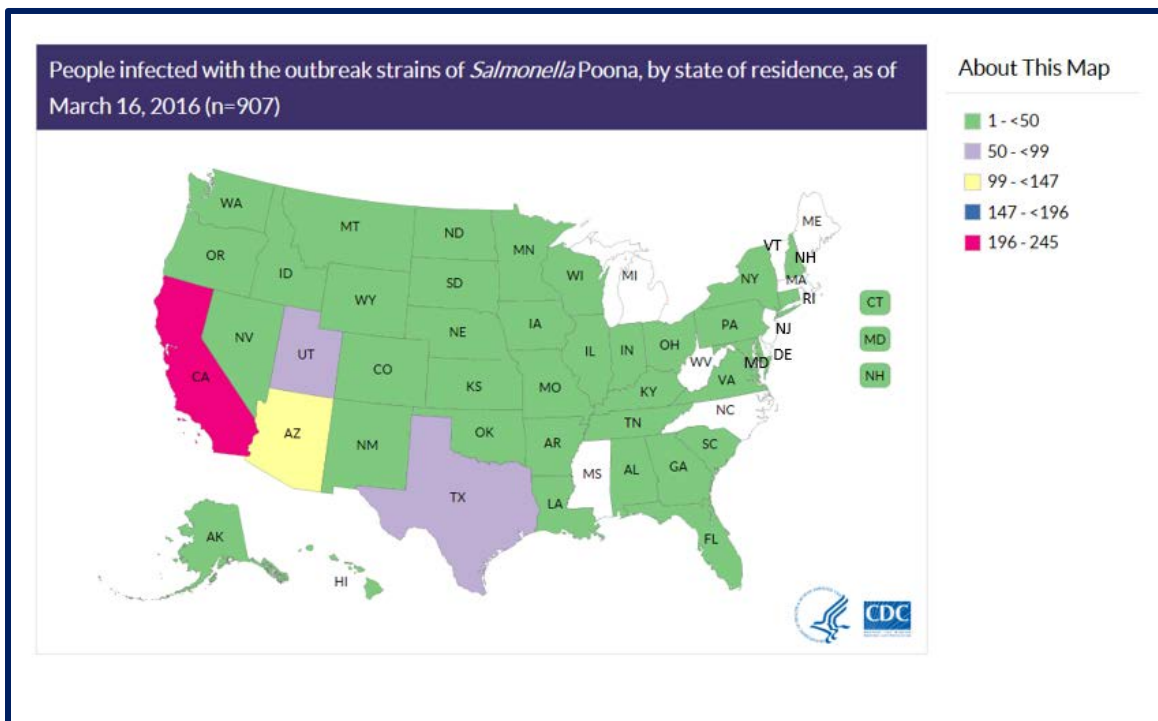 People infected with the outbreak strains of Salmonella Poona, by state of residence, as of
March 16, 2016 (n=907)
About This Map
1 - <50
50 - <99
99 - <147
147 - <196
196 - 245
WA
MT
ND
MN
ME
VT
NH
OR
ID
SD
WI
MI
NY
MA
RI
WY
CT
NV
UT
NE
IA
PA
NJ
CO
IL
IN
OH
DE
MD
MD
WV
VA
CA
KS
MO
KY
NH
NC
AZ
NM
OK
AR
TN
SC
MS
AL
GA
TX
LA
FL
AK
HI
CDC